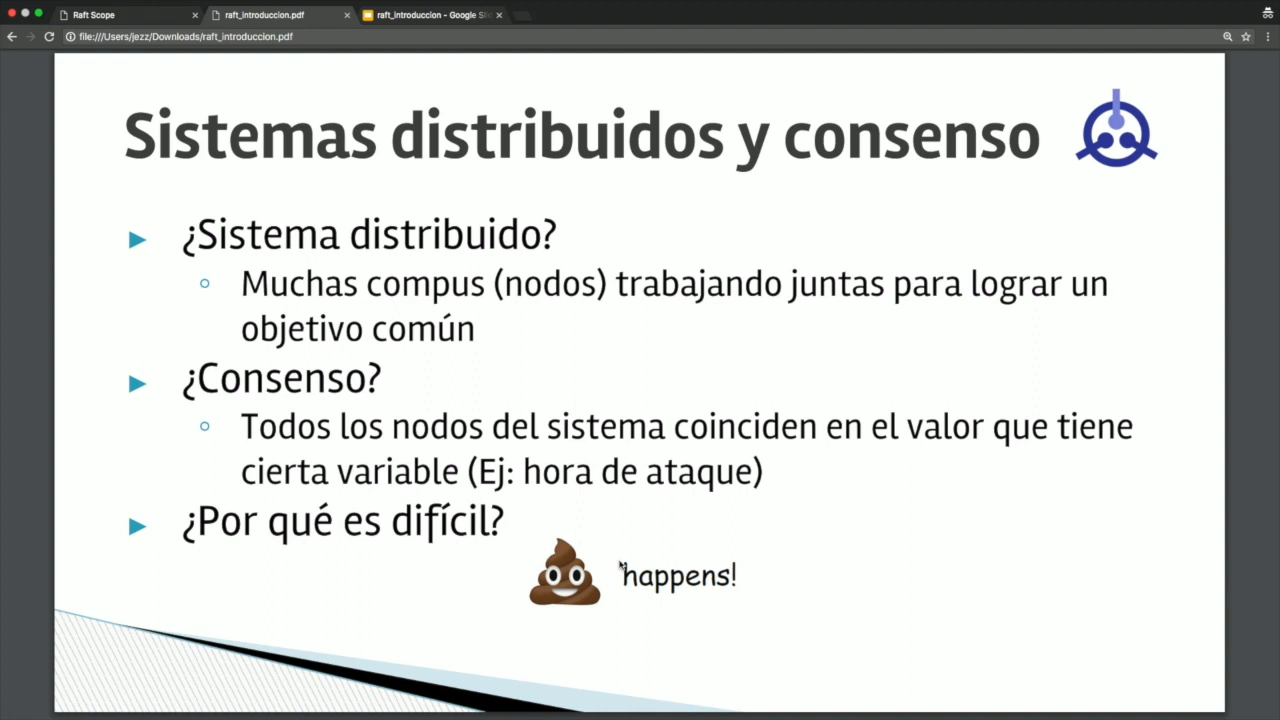 Raft Scope
raft_introduccion.pdf
raft_introduccion - Google Sli
file:///Users/jezz/Downloads/raft_introduccion.pdf
Sistemas distribuidos y consenso
¿Sistema distribuido?
Muchas compus (nodos) trabajando juntas para lograr un
objetivo común
¿Consenso?
Todos los nodos del sistema coinciden en el valor que tiene
cierta variable (Ej: hora de ataque)
¿Por qué es difícil?
happens!